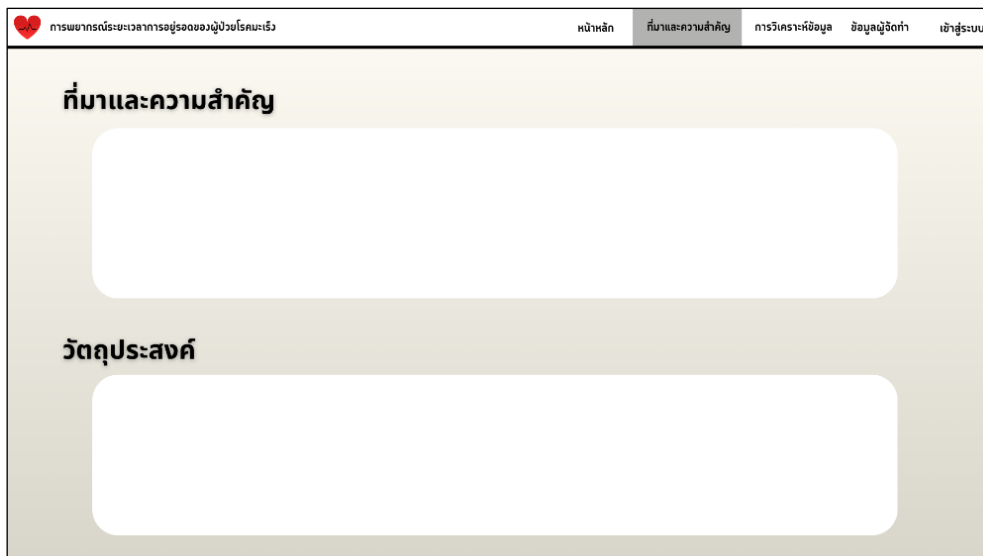 การพยากรณ์ระยะเวลาการอยู่รอดของผู้ป่วยโรคมะเร็ง
หน้าหลัก ที่มาและความสำคัญ การวิเคราะห์ข้อมูล ข้อมูลผู้จัดทำ เข้าสู่ระบบ
ที่มาและความสำคัญ
วัตถุประสงค์